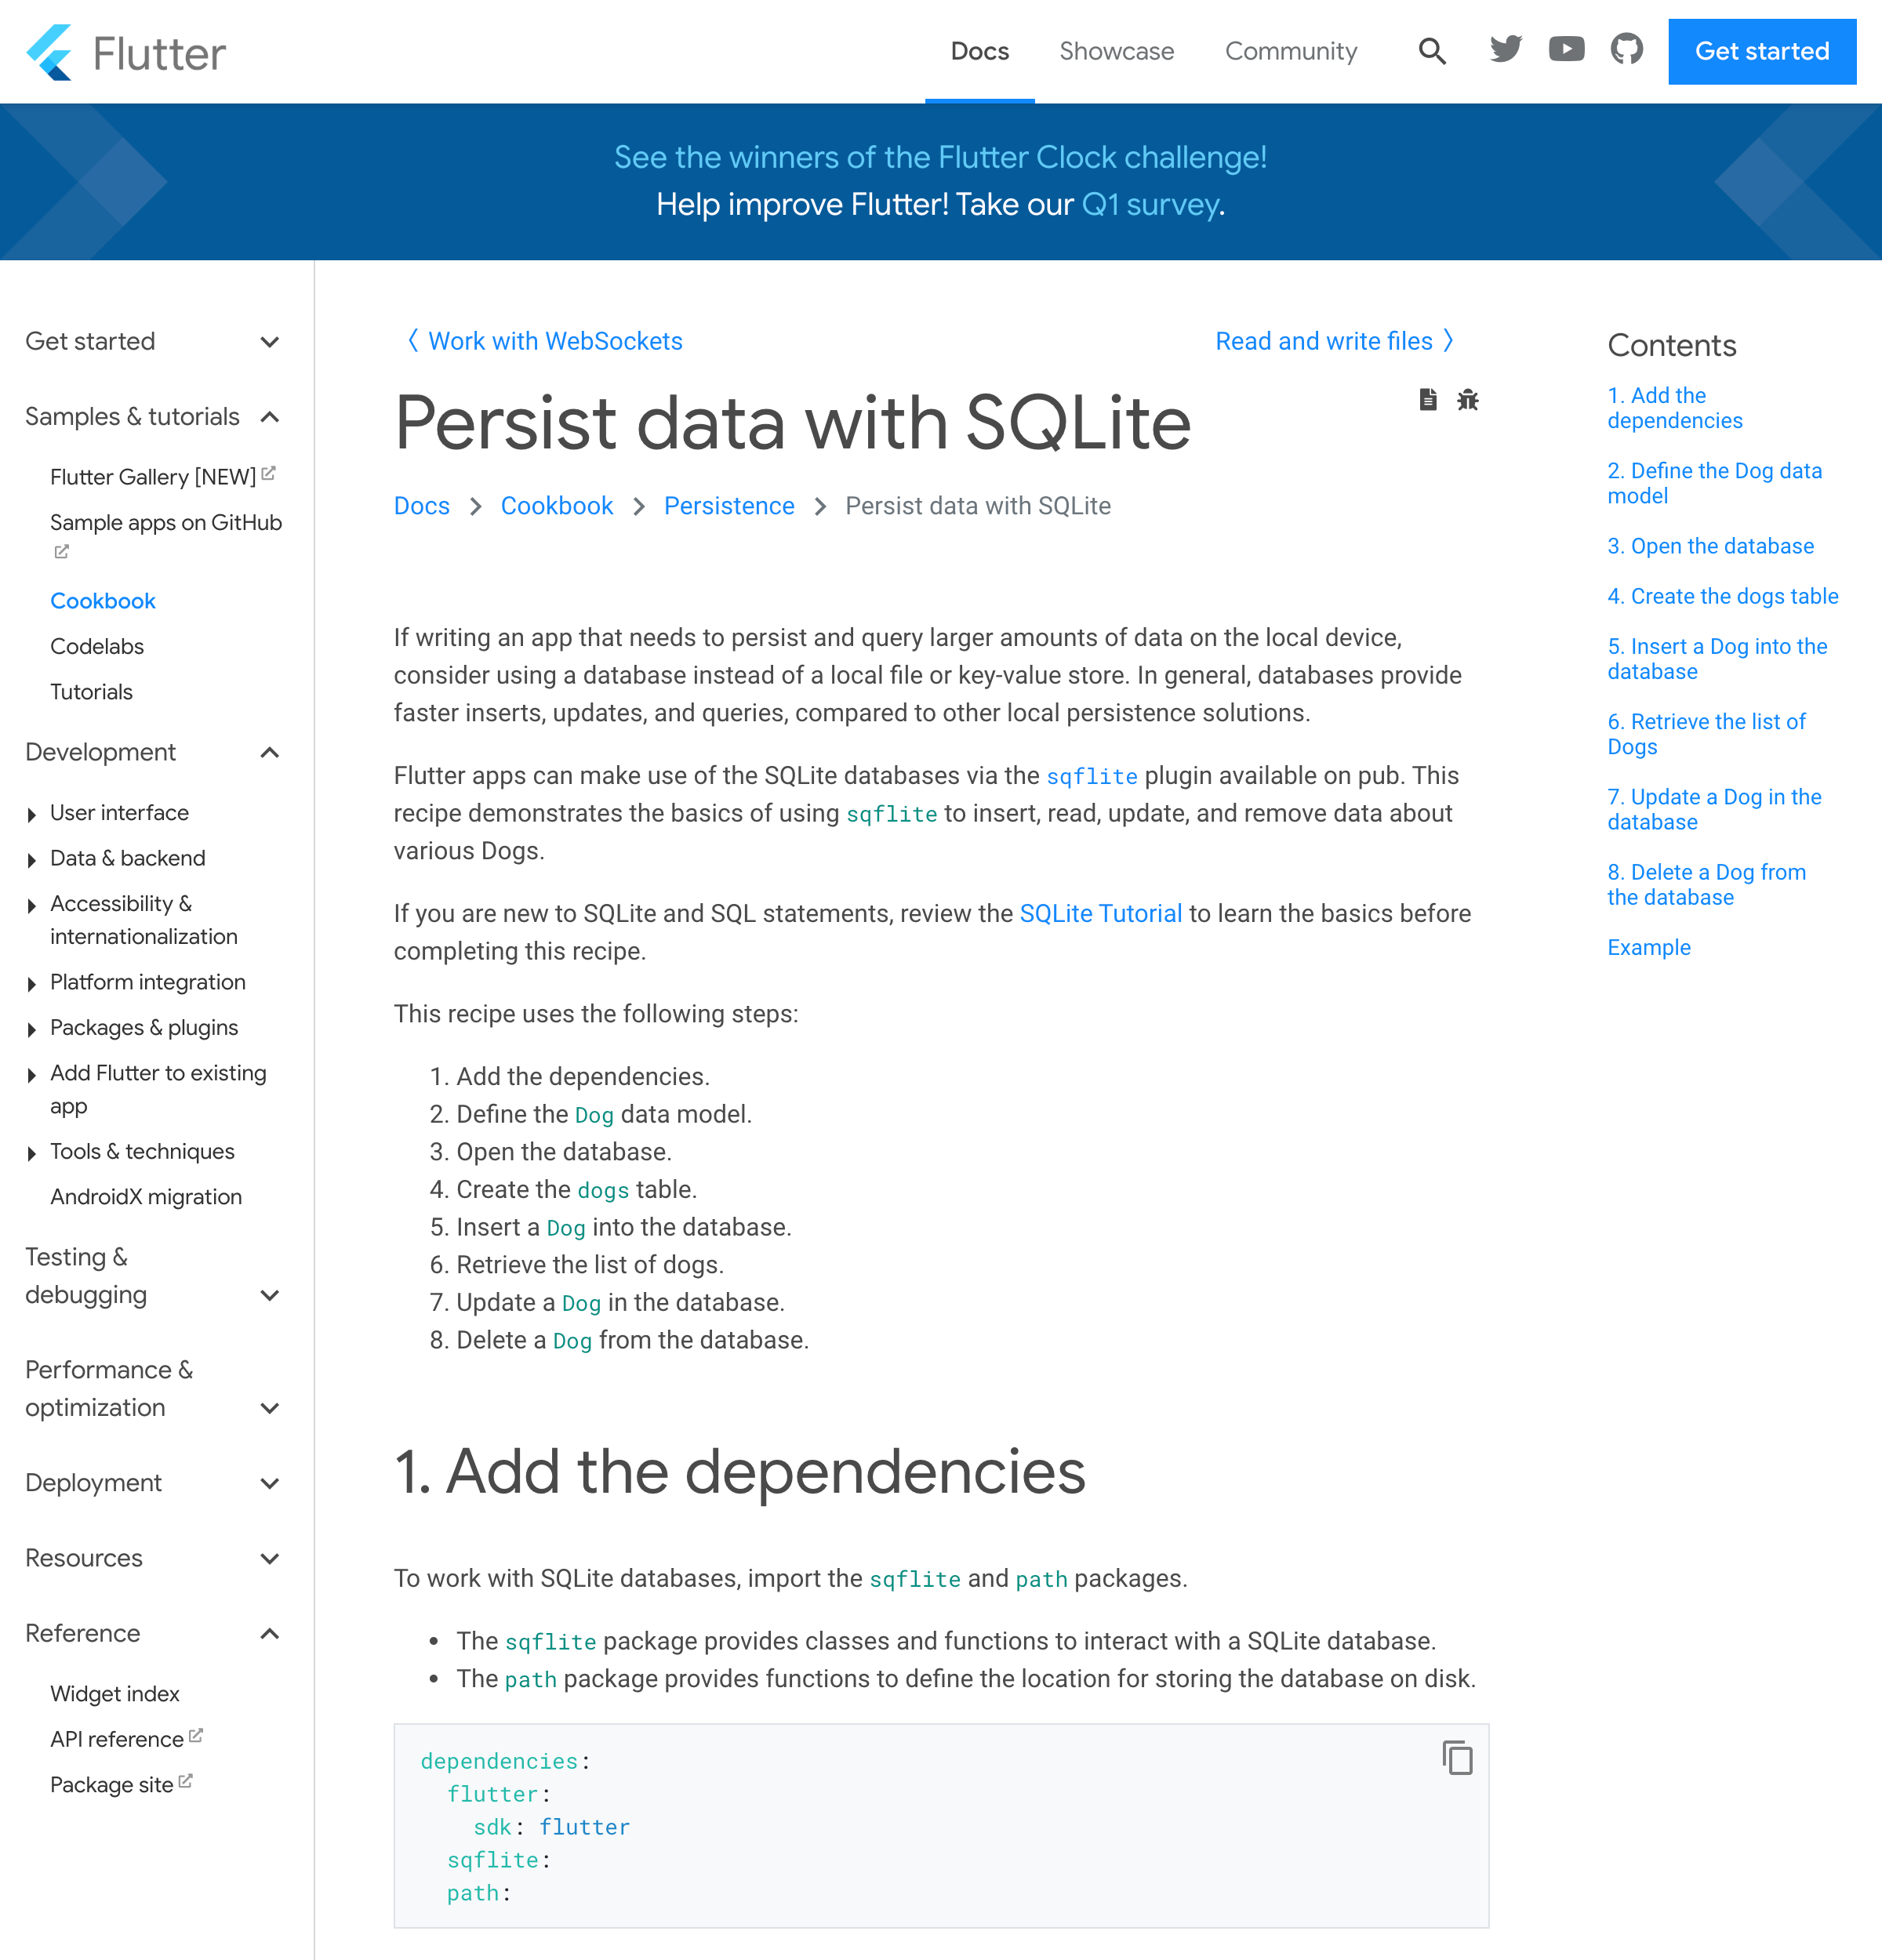 Flutter
Docs Showcase Community Get started
See the winners of the Flutter Clock challenge!
Help improve Flutter! Take our Q1 survey.
Get started
Samples & tutorials
Flutter Gallery [NEW]
Sample apps on GitHub
Cookbook
Codelabs
Tutorials
Development
User interface
Data & backend
Accessibility &
internationalization
Platform integration
Packages & plugins
Add Flutter to existing
app
Tools & techniques
AndroidX migration
Testing &
debugging
Performance &
optimization
Deployment
Resources
Reference
Widget index
API reference
Package site
〈 Work with WebSockets
Read and write files 〉
Persist data with SQLite
Docs > Cookbook > Persistence > Persist data with SQLite
If writing an app that needs to persist and query larger amounts of data on the local device,
consider using a database instead of a local file or key-value store. In general, databases provide
faster inserts, updates, and queries, compared to other local persistence solutions.
Flutter apps can make use of the SQLite databases via the sqflite plugin available on pub. This
recipe demonstrates the basics of using sqflite to insert, read, update, and remove data about
various Dogs.
If you are new to SQLite and SQL statements, review the SQLite Tutorial to learn the basics before
completing this recipe.
This recipe uses the following steps:
1. Add the dependencies.
2. Define the Dog data model.
3. Open the database.
4. Create the dogs table.
5. Insert a Dog into the database.
6. Retrieve the list of dogs.
7. Update a Dog in the database.
8. Delete a Dog from the database.
1. Add the dependencies
To work with SQLite databases, import the sqflite and path packages.
• The sqflite package provides classes and functions to interact with a SQLite database.
• The path package provides functions to define the location for storing the database on disk.
dependencies:
  flutter:
    sdk: flutter
  sqflite:
  path:
Contents
1. Add the
dependencies
2. Define the Dog data
model
3. Open the database
4. Create the dogs table
5. Insert a Dog into the
database
6. Retrieve the list of
Dogs
7. Update a Dog in the
database
8. Delete a Dog from
the database
Example